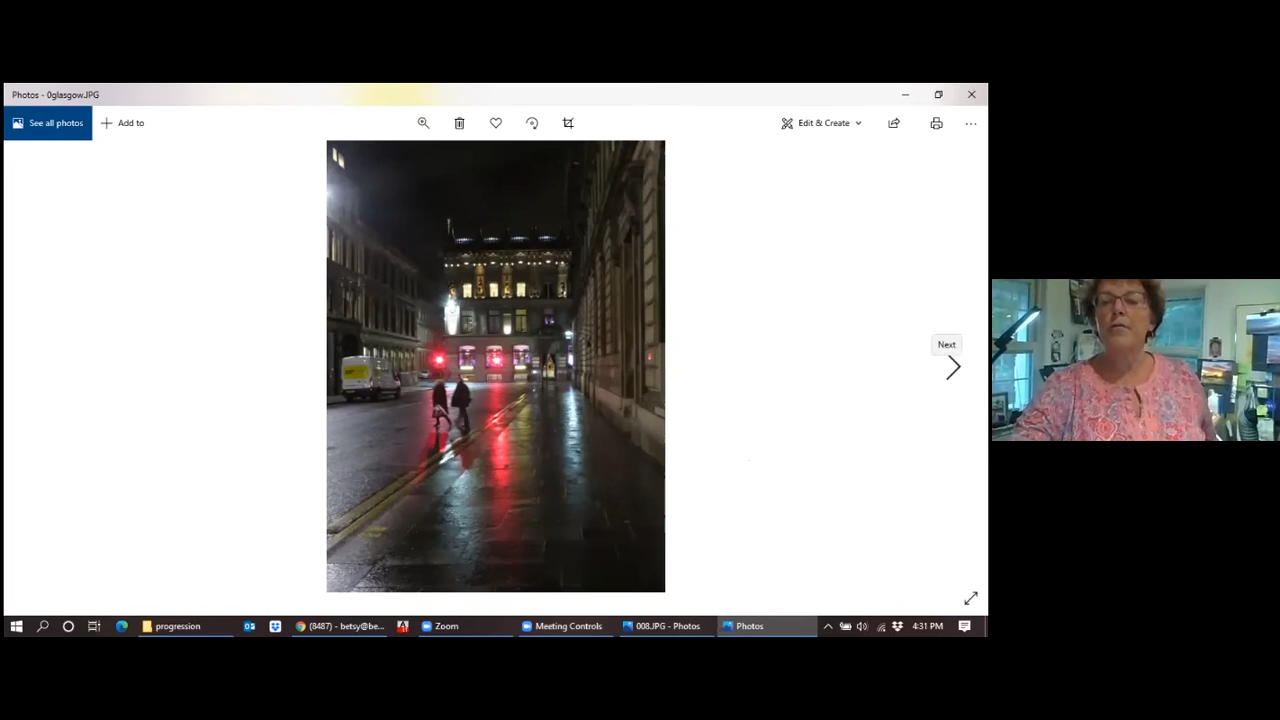 Photos - 0glasgow.JPG
See all photos
Add to
Edit & Create
Next
progression
(8487) - betsy@be...
Zoom
Meeting Controls
008.JPG - Photos
Photos
4:31 PM